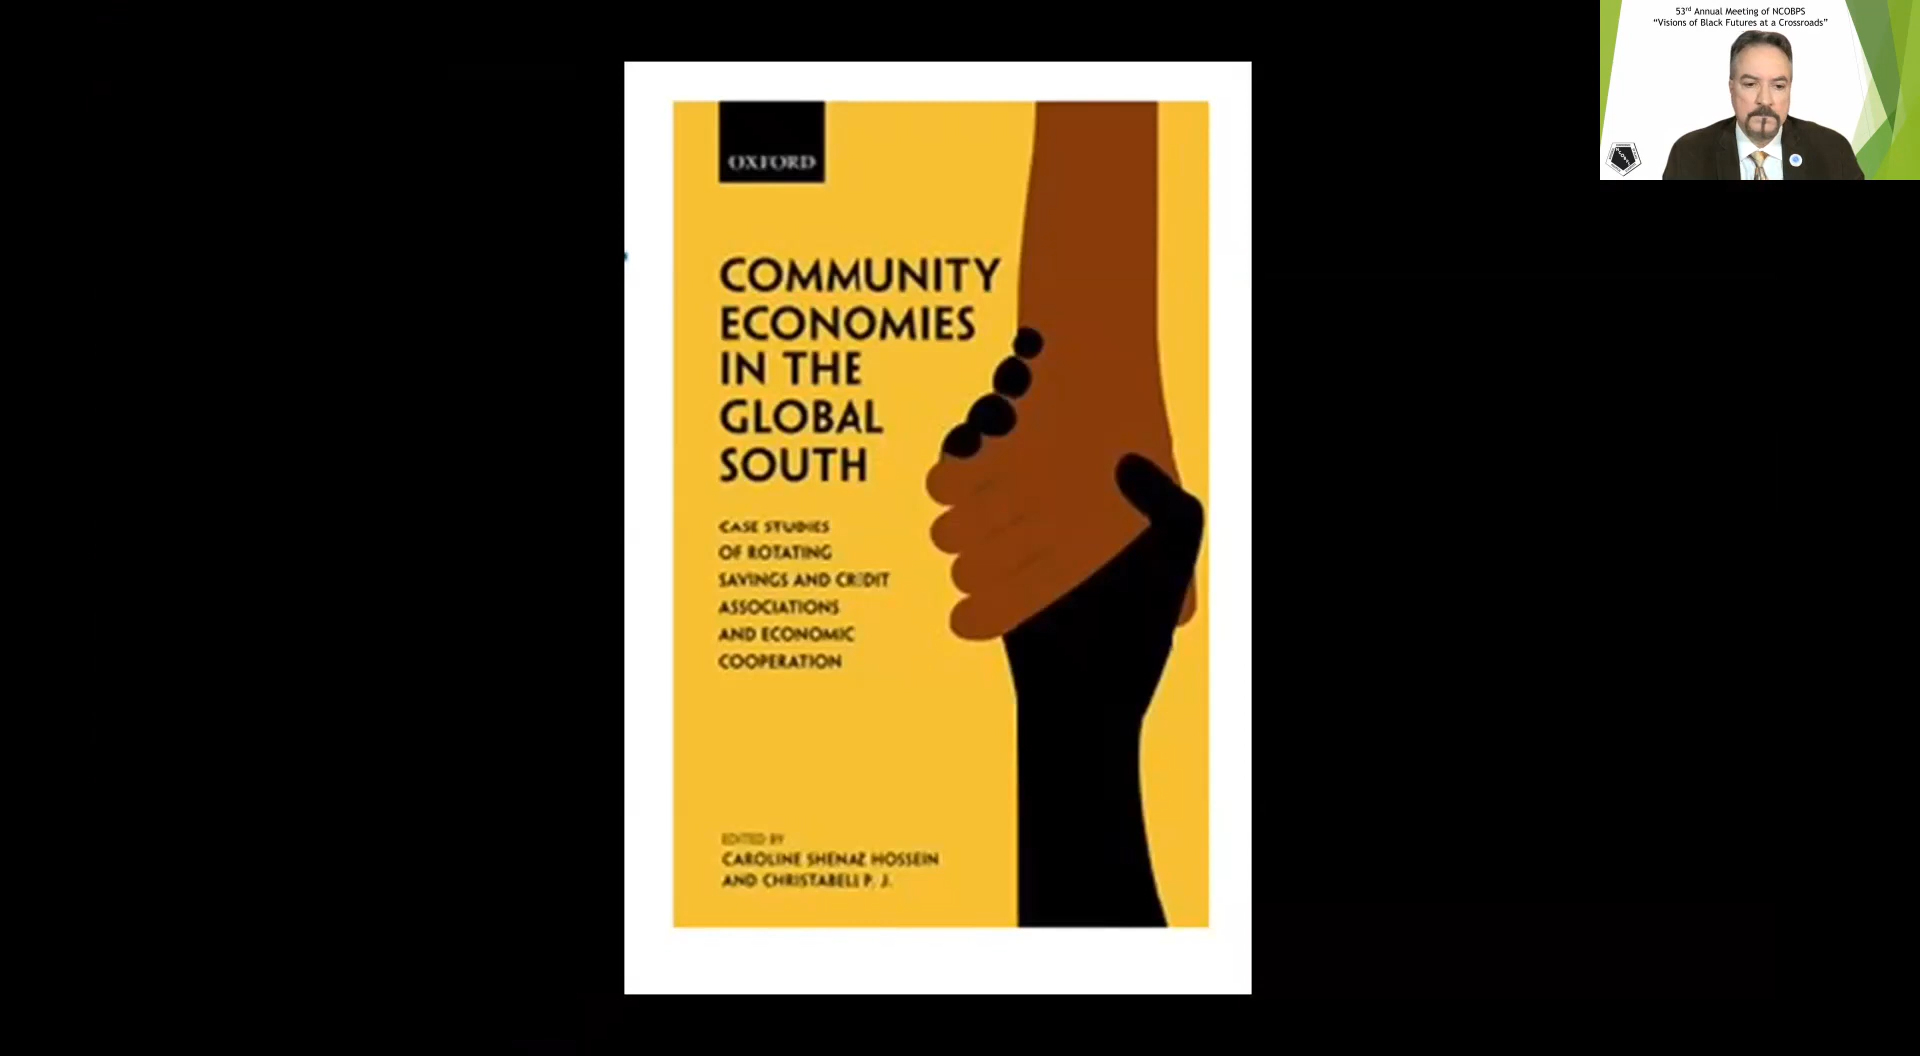 53rd Annual Meeting of NCOBPS
“Visions of Black Futures at a Crossroads”
OXFORD
COMMUNITY
ECONOMIES
IN THE
GLOBAL
SOUTH
CASE STUDIES
OF ROTATING
SAVINGS AND CREDIT
ASSOCIATIONS
AND ECONOMIC
COOPERATION
EDITED BY
CAROLINE SHENAZ HOSSEIN
AND CHRISTABELL P. J.